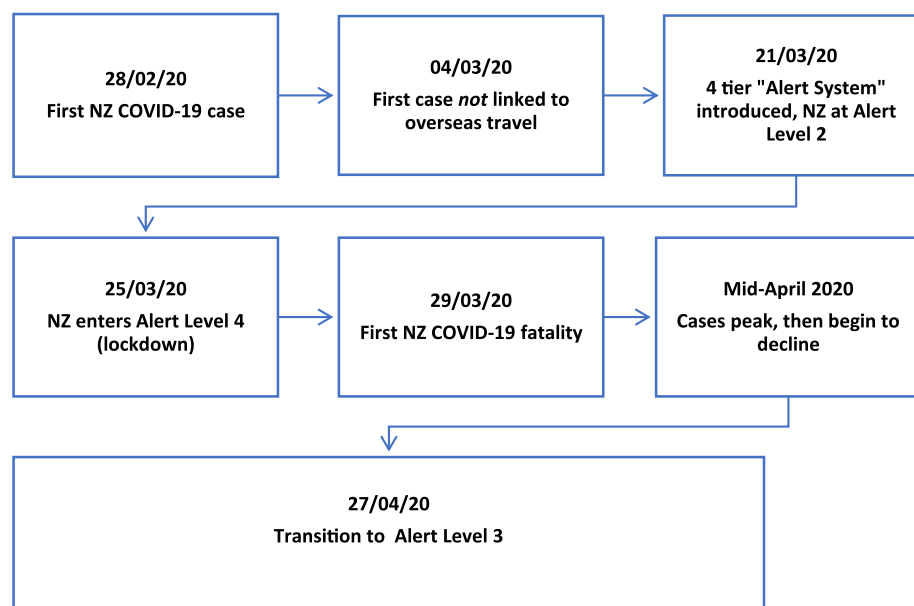 28/02/20
First NZ COVID-19 case
04/03/20
First case not linked to
overseas travel
21/03/20
4 tier "Alert System"
introduced, NZ at Alert
Level 2
25/03/20
NZ enters Alert Level 4
(lockdown)
29/03/20
First NZ COVID-19 fatality
Mid-April 2020
Cases peak, then begin to
decline
27/04/20
Transition to  Alert Level 3